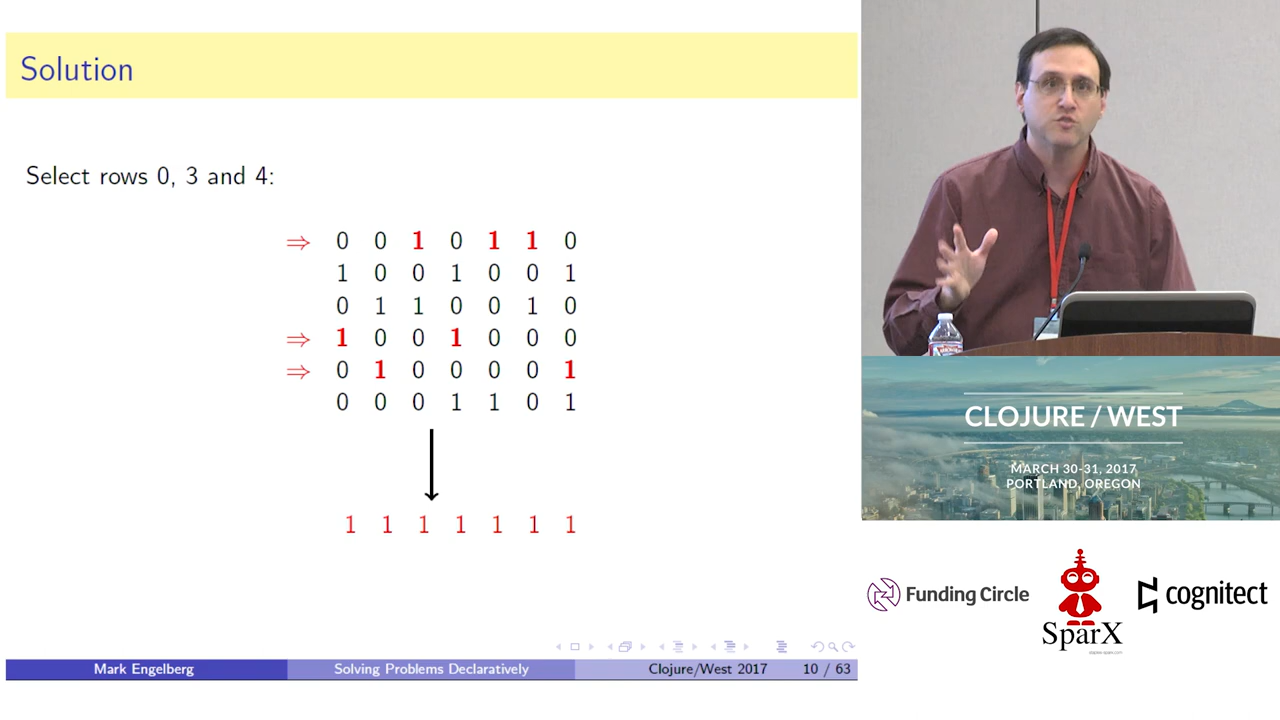 Solution
Select rows 0, 3 and 4:
⇒ 0 0 1 0 1 1 0
1 0 0 1 0 0 1
0 1 1 0 0 1 0
⇒ 1 0 0 1 0 0 0
⇒ 0 1 0 0 0 0 1
0 0 0 1 1 0 1
1 1 1 1 1 1 1
Mark Engelberg Solving Problems Declaratively Clojure/West 2017 10 / 63
CLOJURE / WEST
MARCH 30-31, 2017
PORTLAND, OREGON
Funding Circle
SparX
cognitect